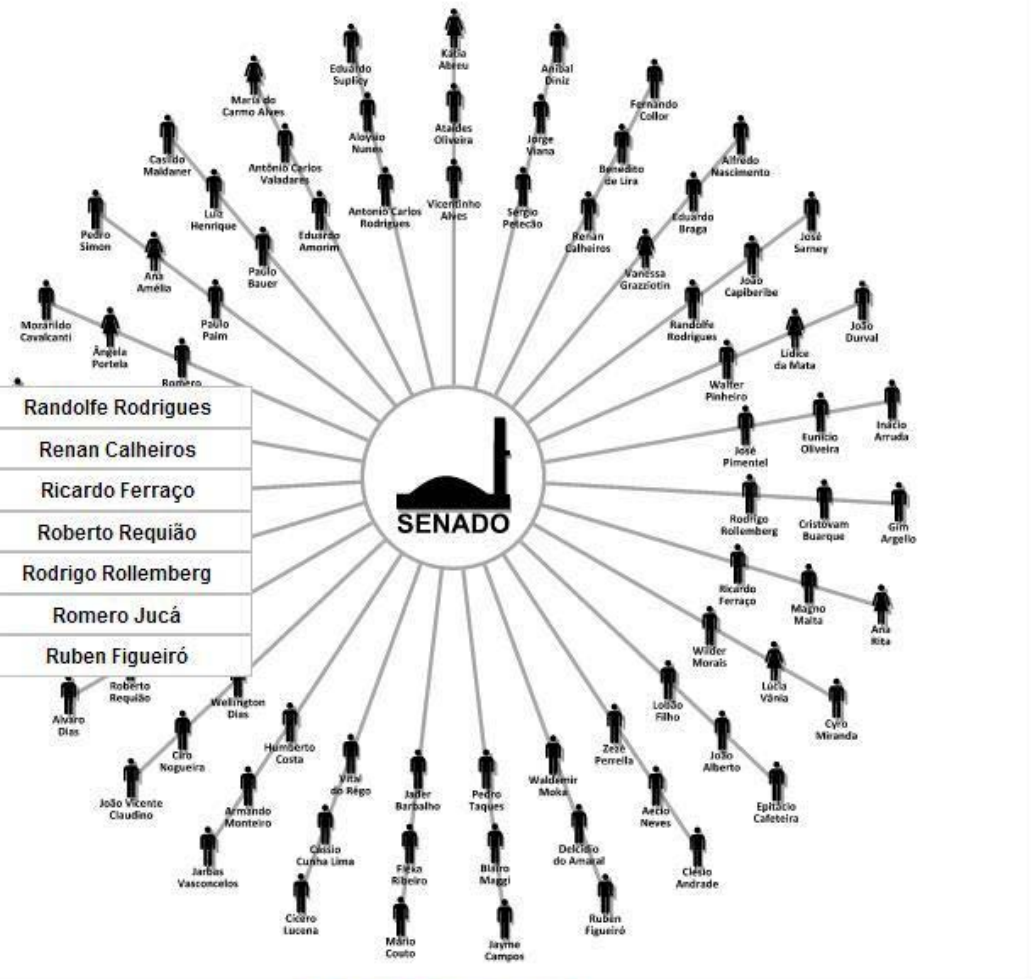 Kátia
Abreu
Eduardo
Suplicy
Aníbal
Diniz
Maria do
Carmo Alves
Fernando
Collor
Ataídes
Oliveira
Aloysio
Nunes
Jorge
Viana
Casildo
Maldaner
Antônio Carlos
Valadares
Benedito
de Lira
Alfredo
Nascimento
Vicentinho
Alves
Antonio Carlos
Rodrigues
Sérgio
Petecão
Luiz
Henrique
Eduardo
Braga
Pedro
Simon
Eduardo
Amorim
Renan
Calheiros
José
Sarney
Ana
Amélia
Paulo
Bauer
Vanessa
Grazziotin
João
Capiberibe
Mozarildo
Cavalcanti
Paulo
Paim
Randolfe
Rodrigues
João
Durval
Ângela
Portela
Lídice
da Mata
Romero
Walter
Pinheiro
Randolfe Rodrigues
Renan Calheiros
Ricardo Ferraço
Roberto Requião
Rodrigo Rollemberg
Romero Jucá
Ruben Figueiró
SENADO
José
Pimentel
Eunício
Oliveira
Inácio
Arruda
Rodrigo
Rollemberg
Cristovam
Buarque
Gim
Argello
Ricardo
Ferraço
Magno
Malta
Ana
Rita
Wilder
Morais
Lúcia
Vânia
Cyro
Miranda
Roberto
Requião
Alvaro
Dias
Wellington
Dias
Lobão
Filho
João
Alberto
Epitácio
Cafeteira
Ciro
Nogueira
João Vicente
Claudino
Humberto
Costa
Armando
Monteiro
Jarbas
Vasconcelos
Vital
do Rêgo
Cássio
Cunha Lima
Cícero
Lucena
Jader
Barbalho
Flexa
Ribeiro
Mário
Couto
Pedro
Taques
Blairo
Maggi
Jayme
Campos
Waldemir
Moka
Delcídio
do Amaral
Ruben
Figueiró
Zezé
Perrella
Aécio
Neves
Clésio
Andrade